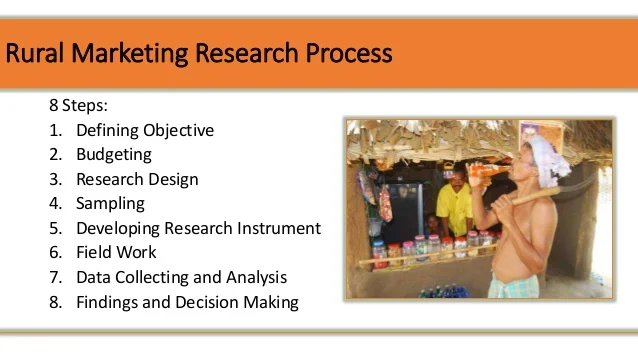 Rural Marketing Research Process
8 Steps:
1. Defining Objective
2. Budgeting
3. Research Design
4. Sampling
5. Developing Research Instrument
6. Field Work
7. Data Collecting and Analysis
8. Findings and Decision Making